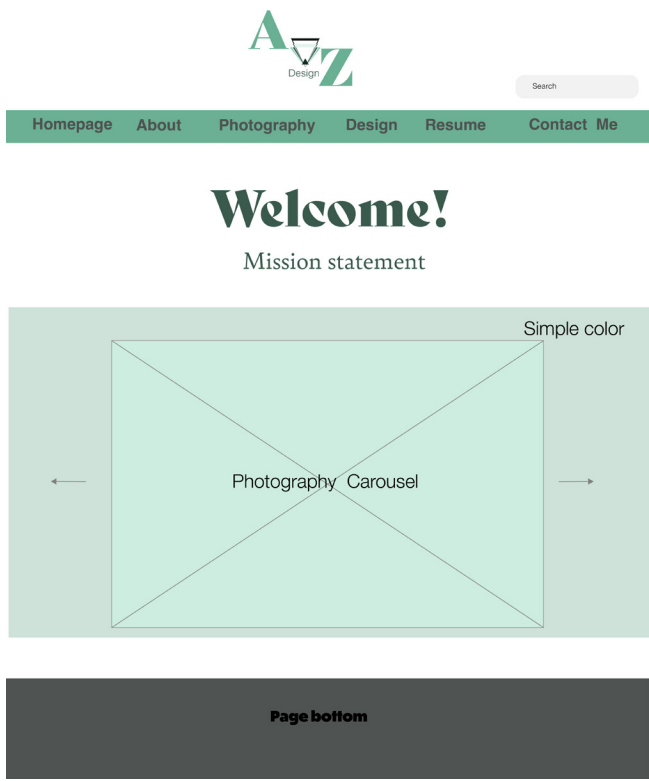 A
Z
Design
Search
Homepage About Photography Design Resume Contact Me
Welcome!
Mission statement
Simple color
Photography Carousel
Page bottom